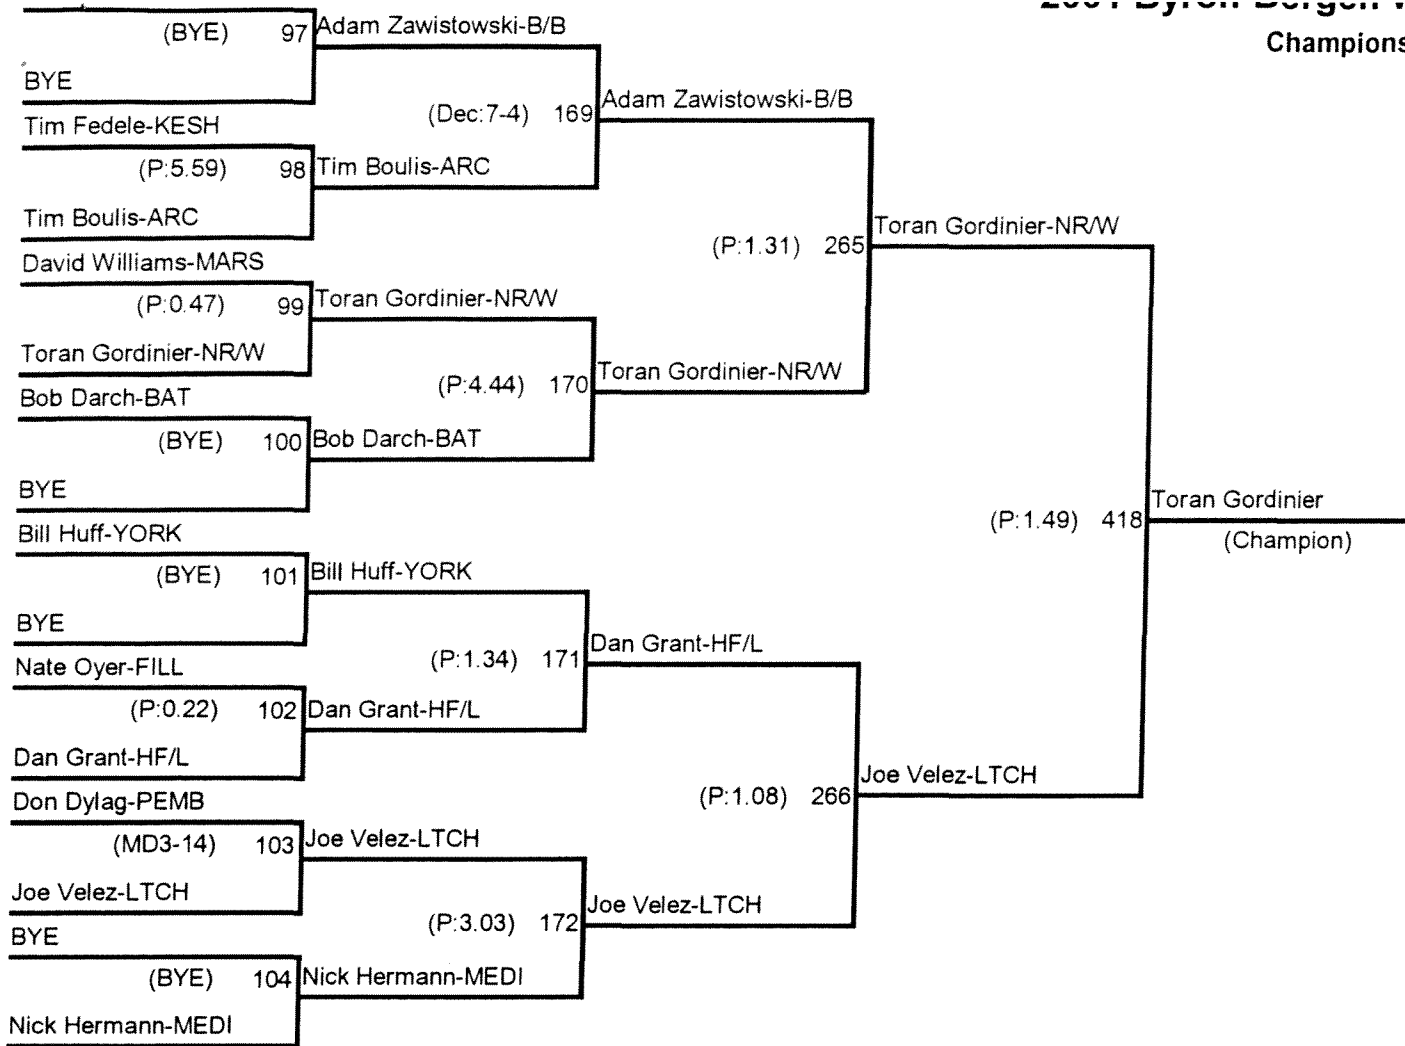 Champions
(BYE) 97 Adam Zawistowski-B/B
BYE
(Dec:7-4) 169 Adam Zawistowski-B/B
Tim Fedele-KESH
(P:5.59) 98 Tim Boulis-ARC
Tim Boulis-ARC
(P:1.31) 265 Toran Gordinier-NR/W
David Williams-MARS
(P:0.47) 99 Toran Gordinier-NR/W
Toran Gordinier-NR/W
(P:4.44) 170 Toran Gordinier-NR/W
Bob Darch-BAT
(BYE) 100 Bob Darch-BAT
BYE
(P:1.49) 418 Toran Gordinier
(Champion)
Bill Huff-YORK
(BYE) 101 Bill Huff-YORK
BYE
(P:1.34) 171 Dan Grant-HF/L
Nate Oyer-FILL
(P:0.22) 102 Dan Grant-HF/L
Dan Grant-HF/L
(P:1.08) 266 Joe Velez-LTCH
Don Dylag-PEMB
(MD3-14) 103 Joe Velez-LTCH
Joe Velez-LTCH
(P:3.03) 172 Joe Velez-LTCH
BYE
(BYE) 104 Nick Hermann-MEDI
Nick Hermann-MEDI